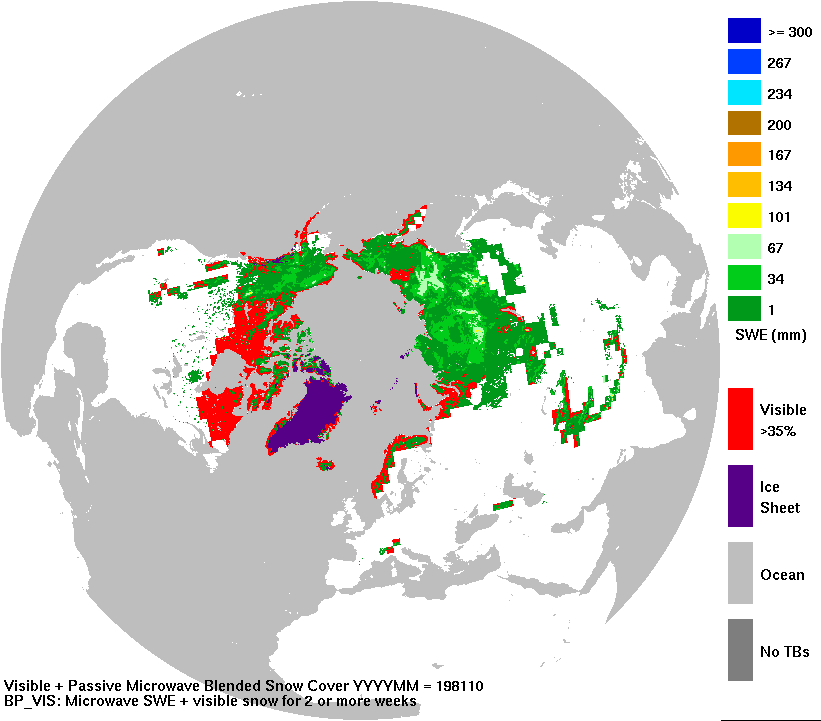 >= 300
267
234
200
167
134
101
67
34
1
SWE (mm)
Visible
>35%
Ice
Sheet
Ocean
No TBs
Visible + Passive Microwave Blended Snow Cover YYYYMM = 198110
BP_VIS: Microwave SWE + visible snow for 2 or more weeks